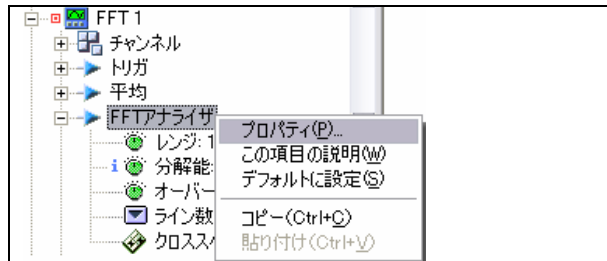 FFT 1
チャンネル
トリガ
平均
FFTアナライザ
レンジ: 1
分解能:
オーバー
ライン数
クロスス
プロパティ(P)...
この項目の説明(W)
デフォルトに設定(S)
コピー(Ctrl+C)
貼り付け(Ctrl+V)